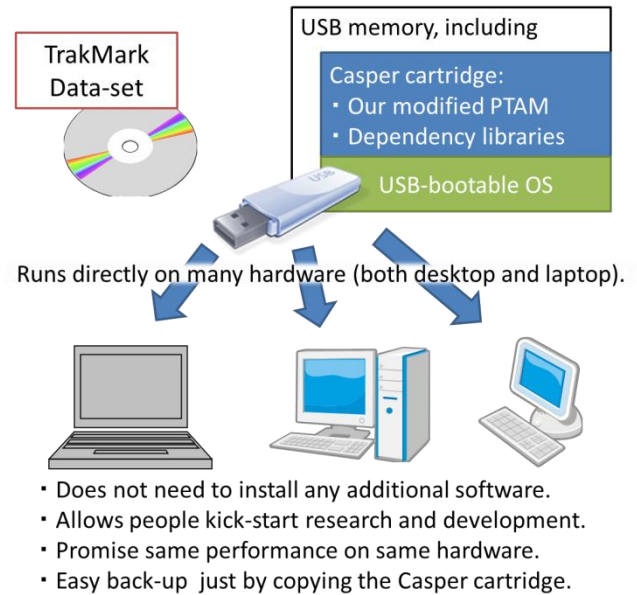 TrakMark
Data-set
USB memory, including
Casper cartridge:
・Our modified PTAM
・Dependency libraries
USB-bootable OS
USB
Runs directly on many hardware (both desktop and laptop).
・Does not need to install any additional software.
・Allows people kick-start research and development.
・Promise same performance on same hardware.
・Easy back-up  just by copying the Casper cartridge.